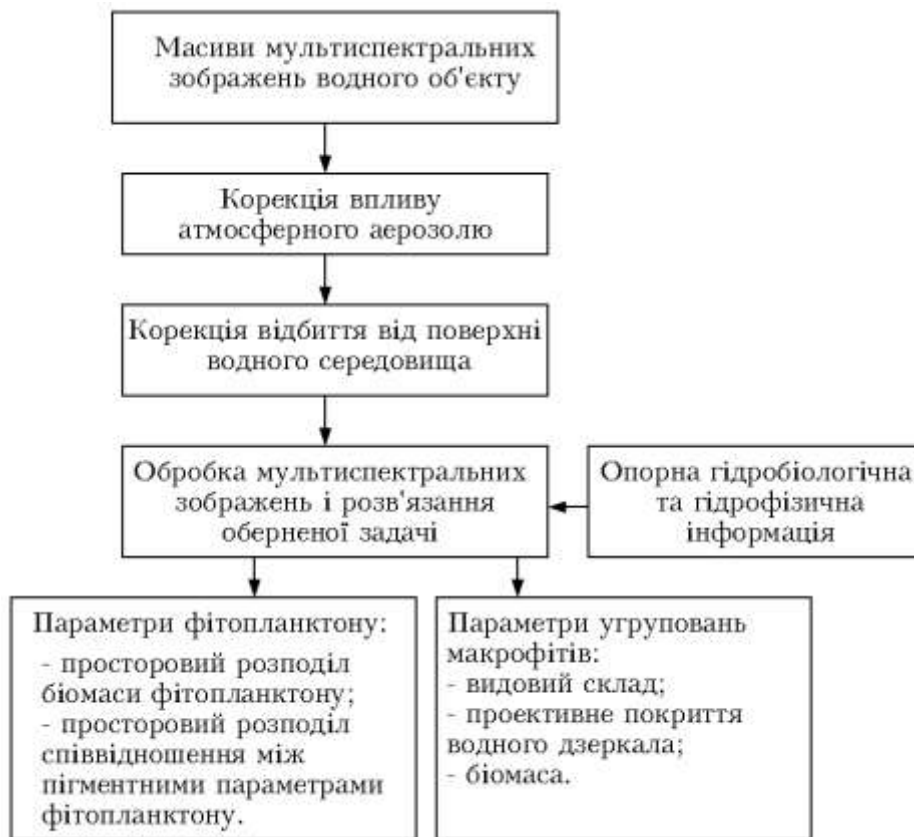 Масиви мультиспектральних
зображень водного об'єкту
Корекція впливу
атмосферного аерозолю
Корекція відбиття від поверхні
водного середовища
Обробка мультиспектральних
зображень і розв'язання
оберненої задачі
Опорна гідробіологічна
та гідрофізична
інформація
Параметри фітопланктону:
- просторовий розподіл
біомаси фітопланктону;
- просторовий розподіл
співвідношення між
пігментними параметрами
фітопланктону.
Параметри угруповань
макрофітів:
- видовий склад;
- проективне покриття
водного дзеркала;
- біомаса.